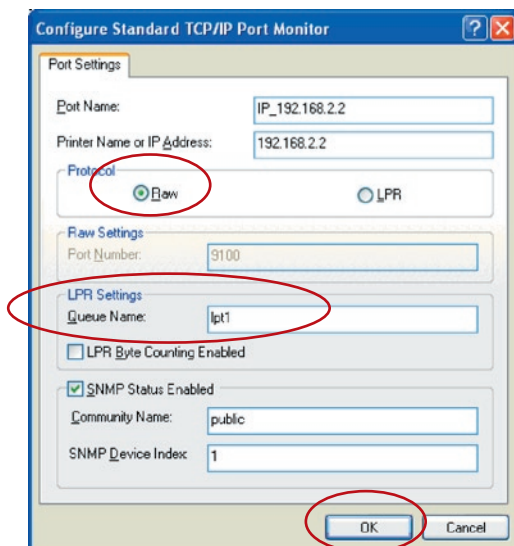 Configure Standard TCP/IP Port Monitor
Port Settings
Port Name: IP_192.168.2.2
Printer Name or IP Address: 192.168.2.2
Protocol
Raw LPR
Raw Settings
Port Number: 9100
LPR Settings
Queue Name: lpt1
LPR Byte Counting Enabled
SNMP Status Enabled
Community Name: public
SNMP Device Index: 1
OK Cancel